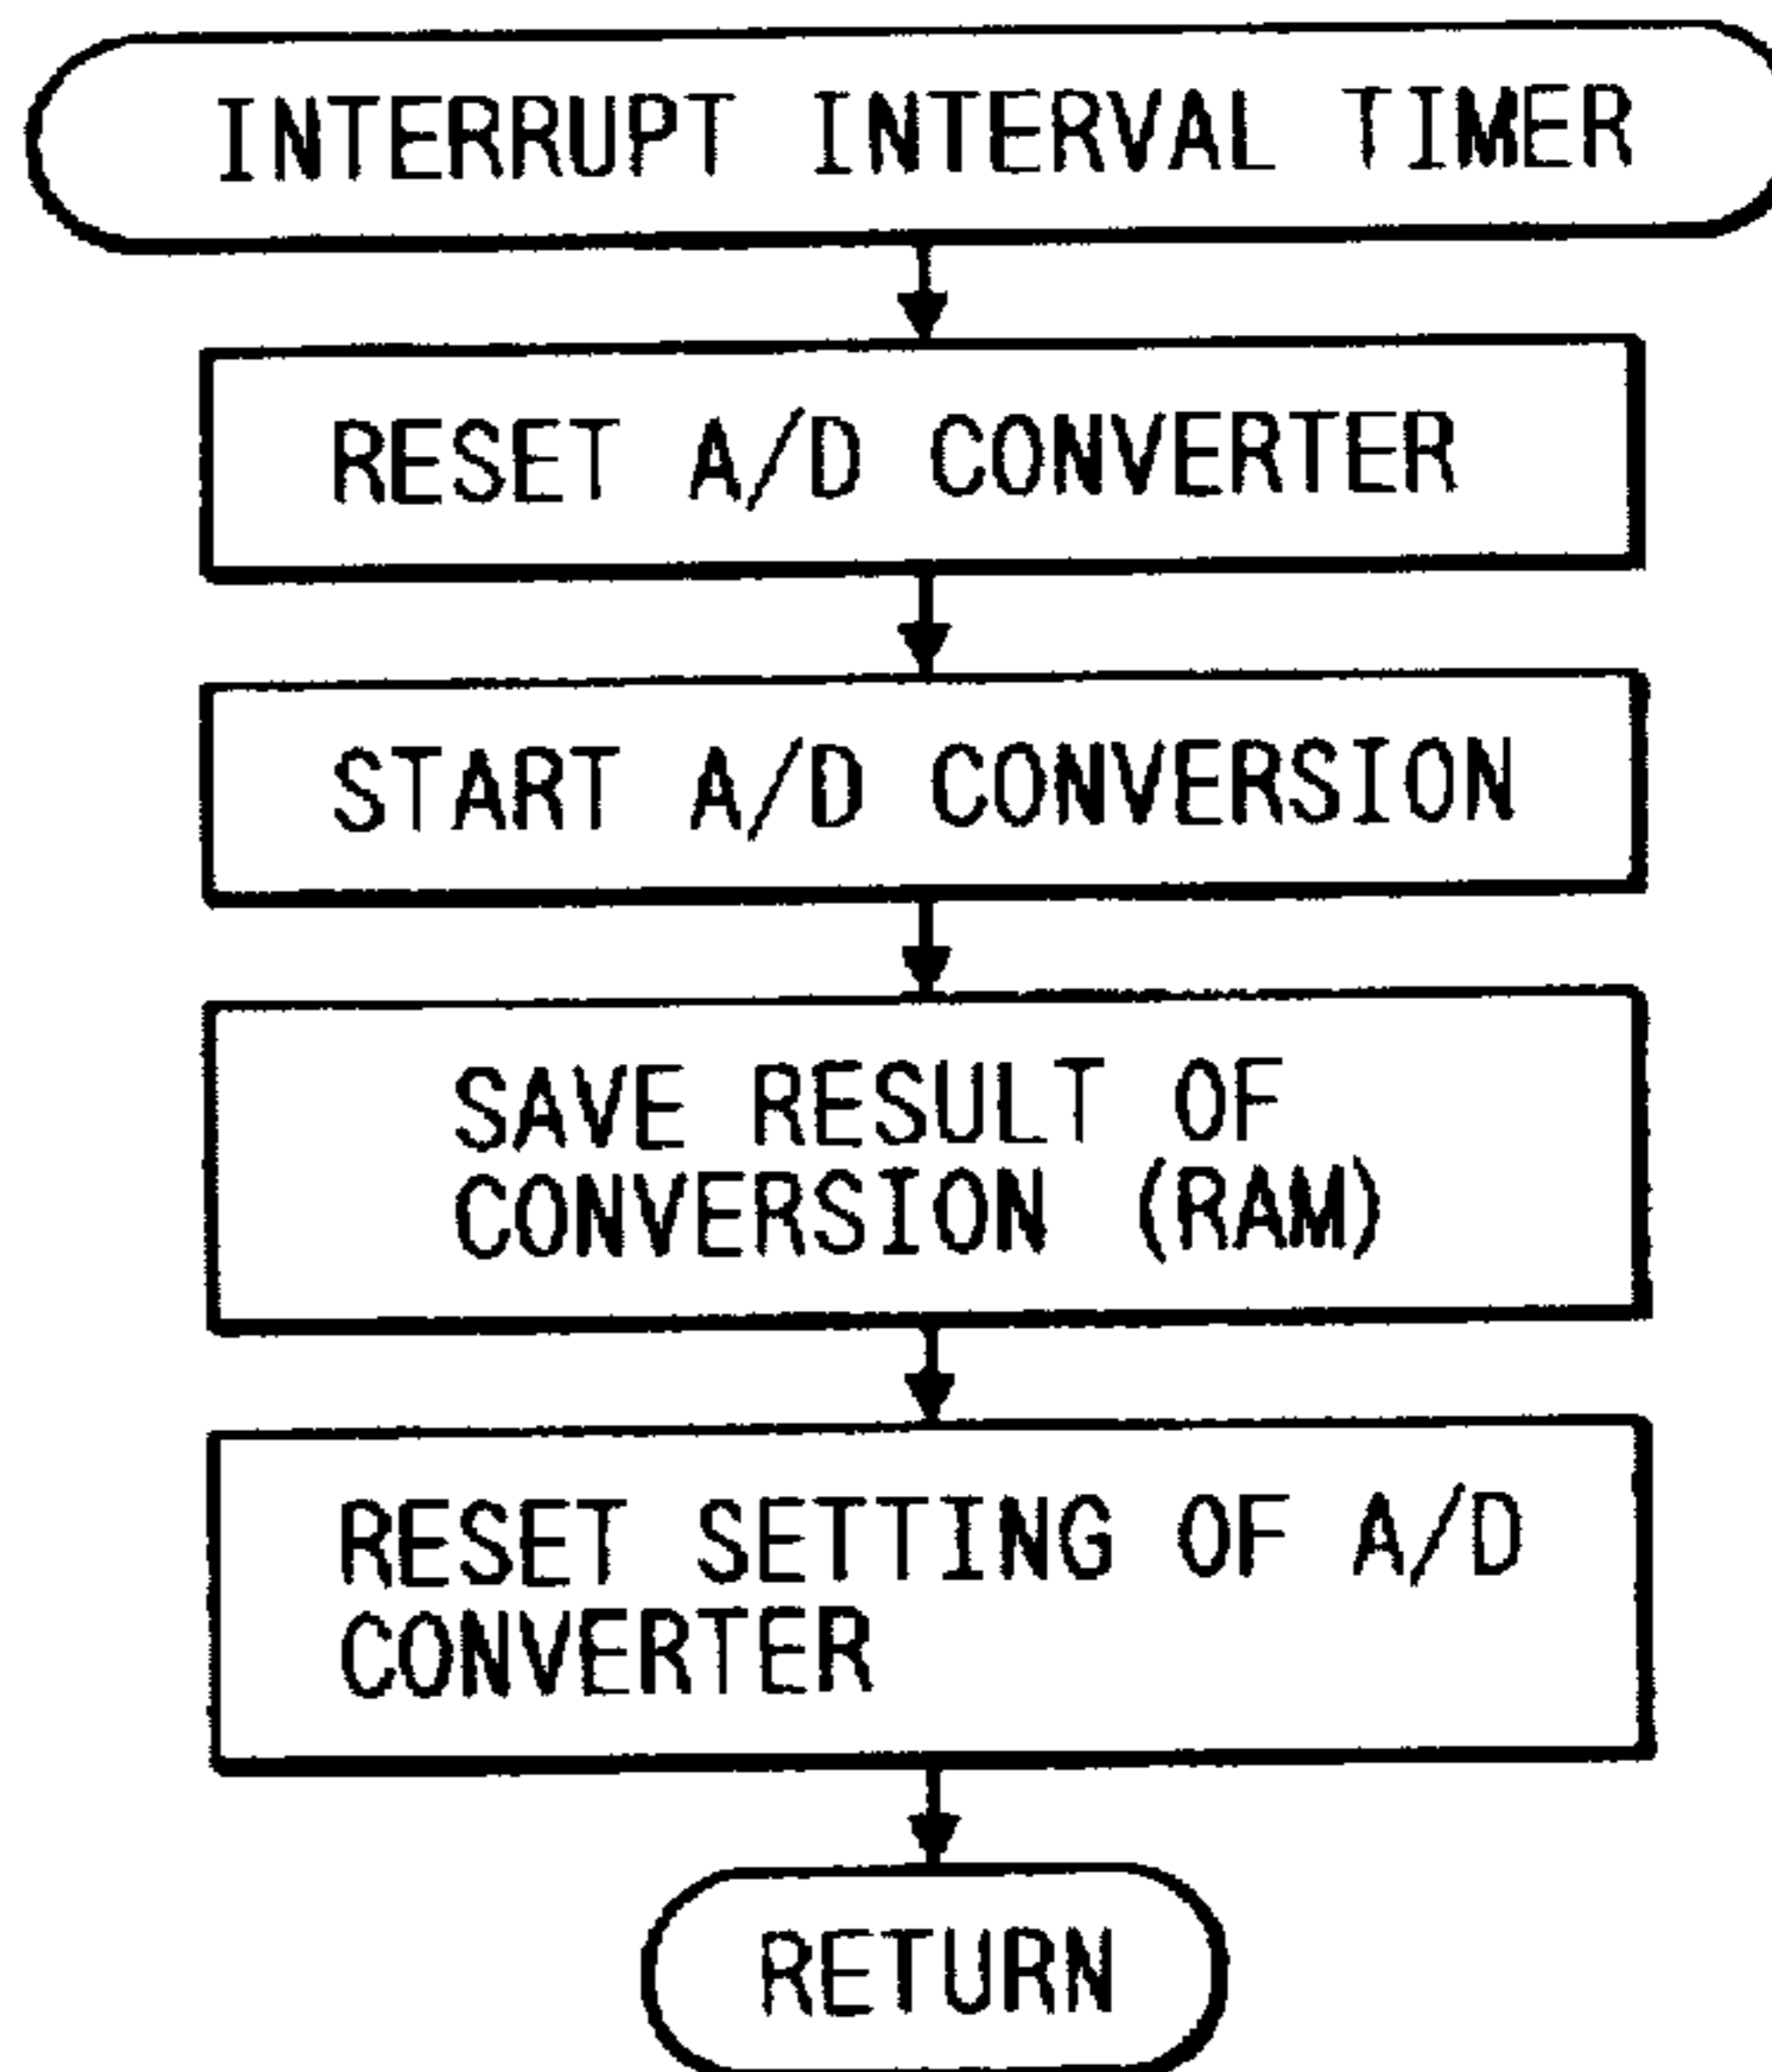 INTERRUPT INTERVAL TIMER
RESET A/D CONVERTER
START A/D CONVERSION
SAVE RESULT OF
CONVERSION (RAM)
RESET SETTING OF A/D
CONVERTER
RETURN